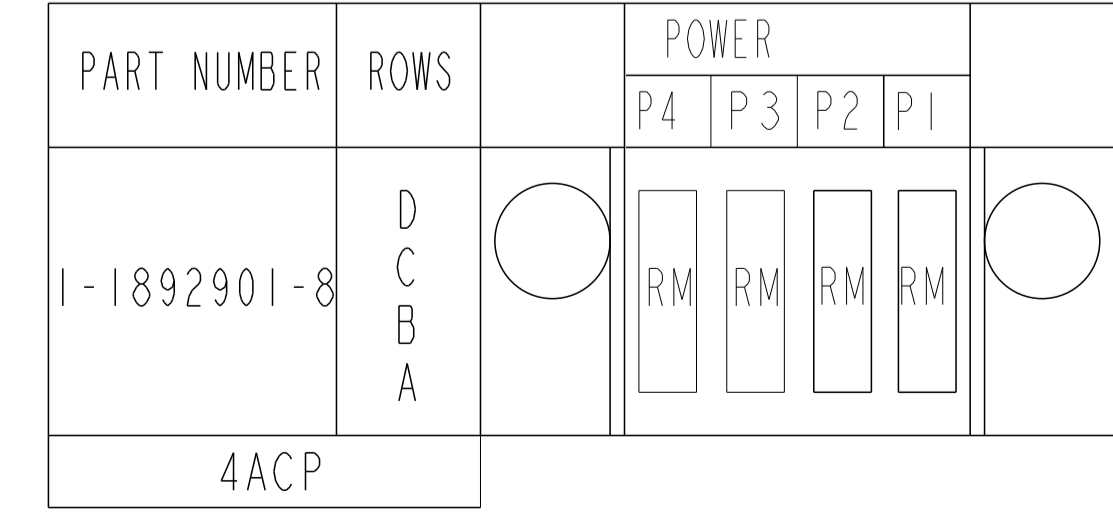 PART NUMBER ROWS POWER
P4 P3 P2 P1
D
C
1-1892901-8 RM RM RM RM
B
A
4ACP